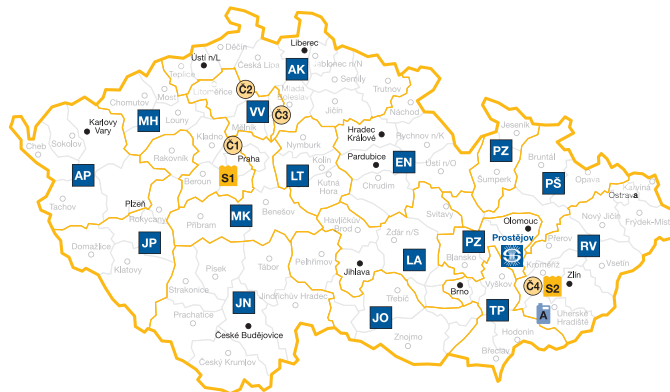 Děčín
Liberec
Ústí n/L
Česká Lípa
Jablonec n/N
Teplice
AK
Semily
Most
Litoměřice
Č2
Mladá
Boleslav
Trutnov
Chomutov
MH
VV
Č3
Jičín
Náchod
Karlovy
Vary
Louny
Mělník
Jeseník
Sokolov
Kladno
Č1
Nymburk
Hradec
Králové
Rychnov n/K
PZ
Cheb
Rakovník
Praha
Kolín
Pardubice
EN
Bruntál
AP
Beroun
S1
LT
Kutná
Hora
Chrudim
Ústí n/O
Šumperk
PŠ
Opava
Karviná
Ostrava
Tachov
Plzeň
Rokycany
MK
Benešov
Havlíčkův
Brod
Svitavy
Olomouc
Nový Jičín
Frýdek-Míst
Příbram
Domažlice
JP
Žďár n/S
PZ
Prostějov
Přerov
RV
Klatovy
Písek
Tábor
Pelhřimov
Jihlava
LA
Blansko
Kroměříž
Vsetín
Strakonice
JN
Jindřichův Hradec
Třebíč
Brno
Vyškov
Č4
S2
Zlín
Prachatice
České Budějovice
JO
TP
A
Uherské
Hradiště
Znojmo
Hodonín
Český Krumlov
Břeclav